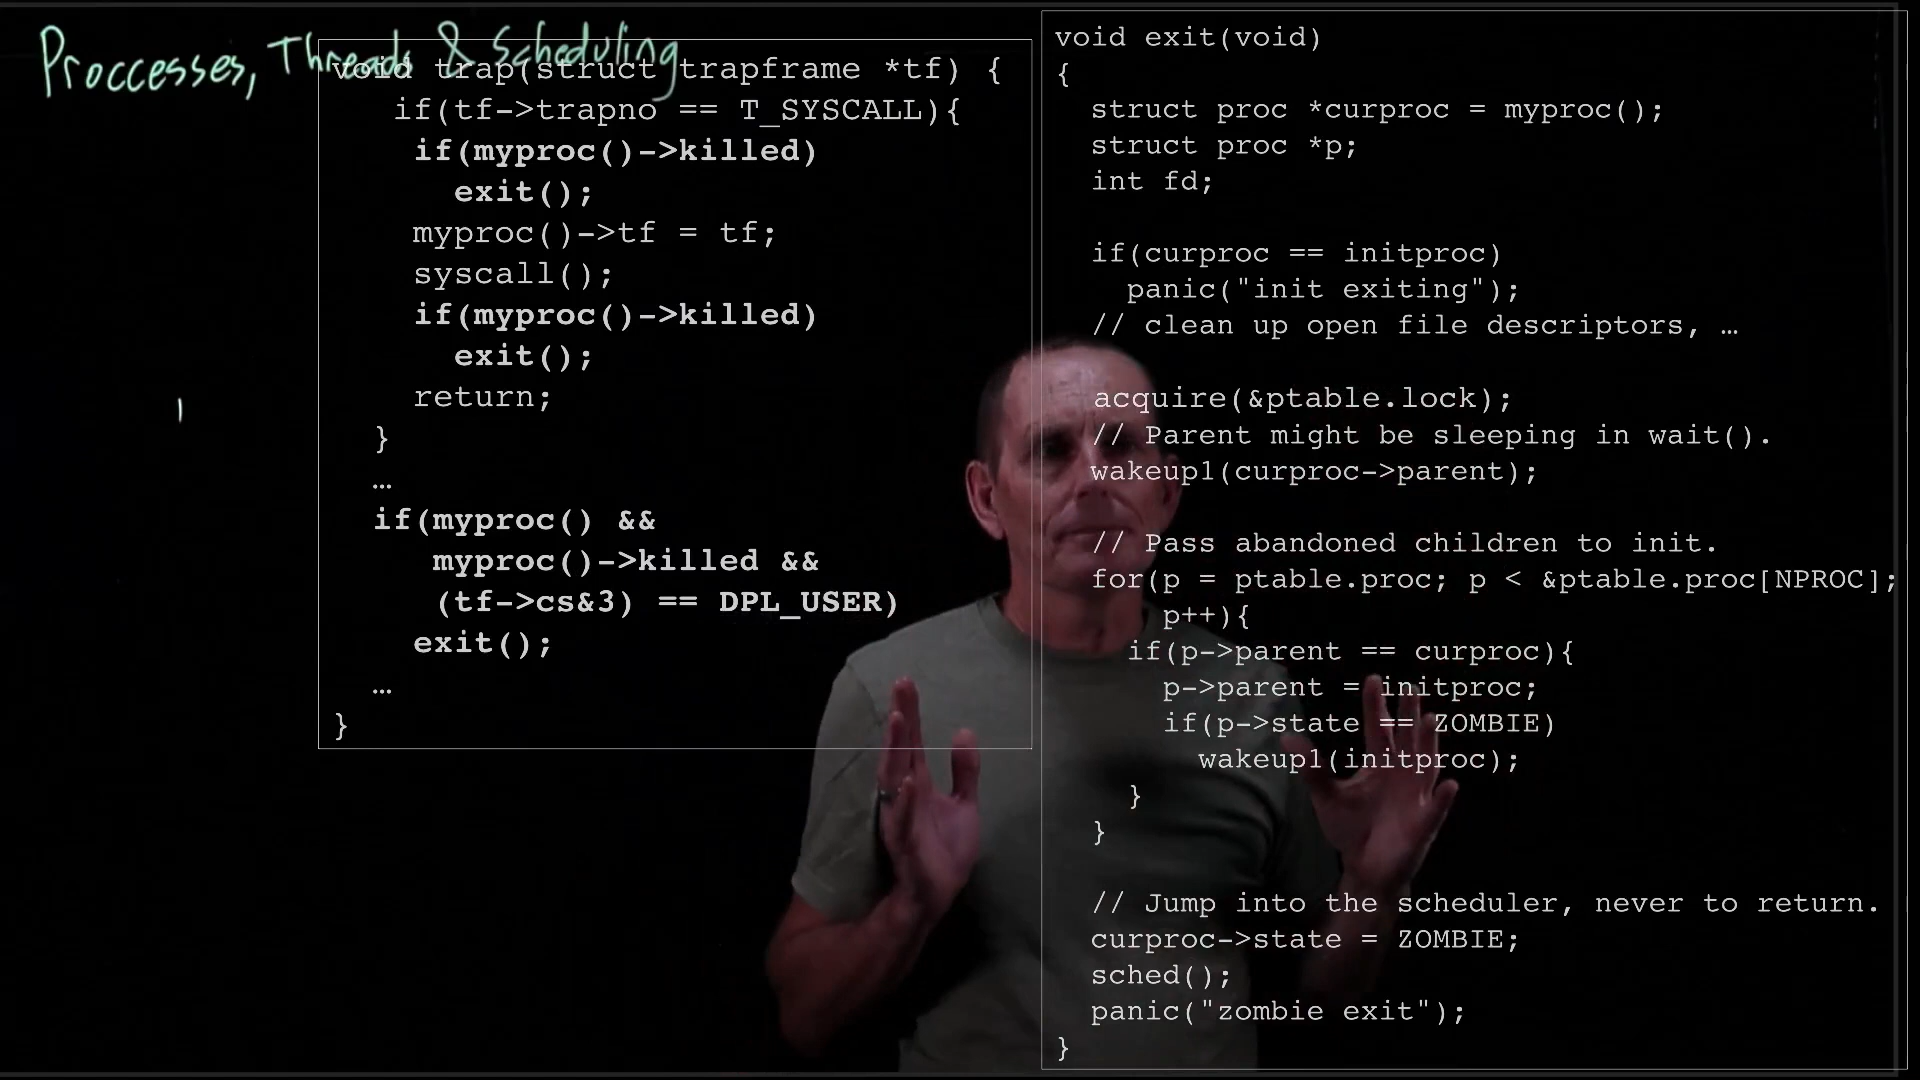 Proccesses, Threads & Scheduling
void trap(struct trapframe *tf) {
if(tf->trapno == T_SYSCALL){
if(myproc()->killed)
exit();
myproc()->tf = tf;
syscall();
if(myproc()->killed)
exit();
return;
}
…
if(myproc() &&
myproc()->killed &&
(tf->cs&3) == DPL_USER)
exit();
…
}
void exit(void)
{
struct proc *curproc = myproc();
struct proc *p;
int fd;
if(curproc == initproc)
panic("init exiting");
// clean up open file descriptors, …
acquire(&ptable.lock);
// Parent might be sleeping in wait().
wakeup1(curproc->parent);
// Pass abandoned children to init.
for(p = ptable.proc; p < &ptable.proc[NPROC];
p++){
if(p->parent == curproc){
p->parent = initproc;
if(p->state == ZOMBIE)
wakeup1(initproc);
}
}
// Jump into the scheduler, never to return.
curproc->state = ZOMBIE;
sched();
panic("zombie exit");
}